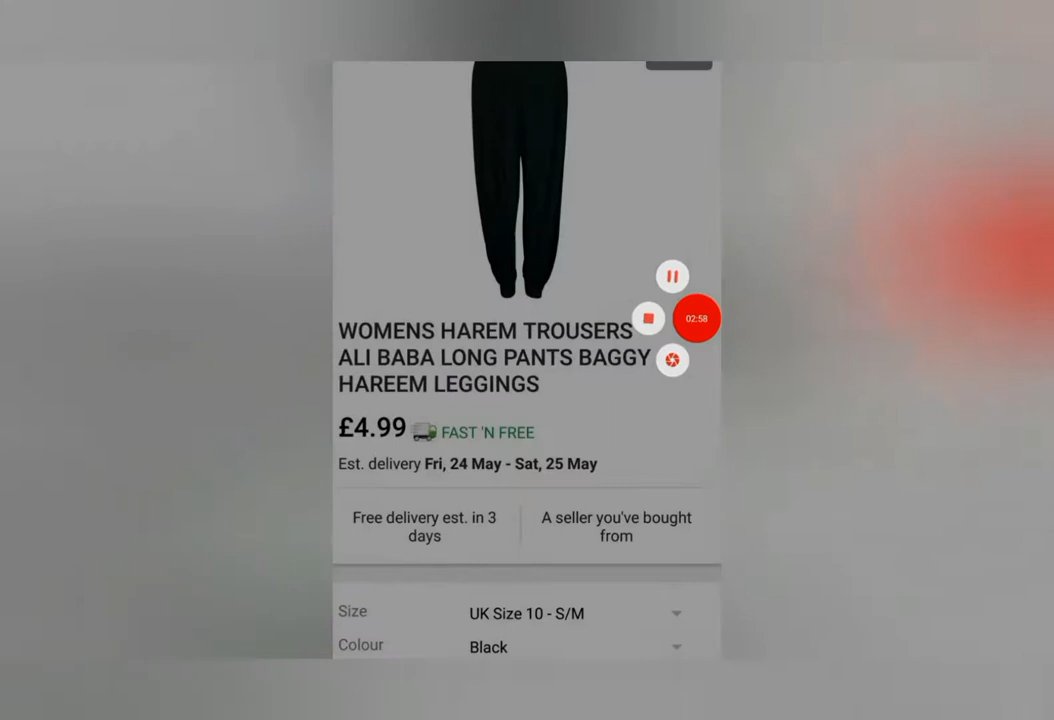 WOMENS HAREM TROUSERS
ALI BABA LONG PANTS BAGGY
HAREEM LEGGINGS
02:58
£4.99 FAST 'N FREE
Est. delivery Fri, 24 May - Sat, 25 May
Free delivery est. in 3
days
A seller you've bought
from
Size UK Size 10 - S/M
Colour Black